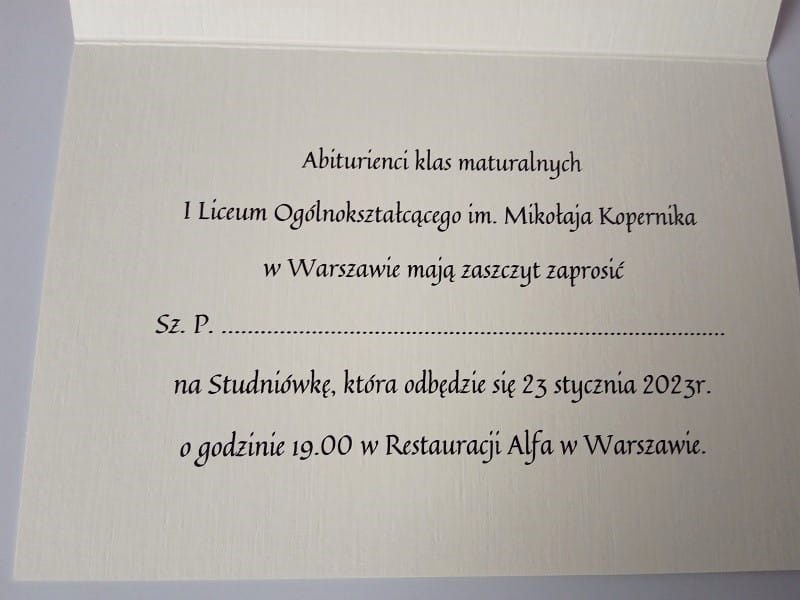 Abiturienci klas maturalnych
I Liceum Ogólnokształcącego im. Mikołaja Kopernika
w Warszawie mają zaszczyt zaprosić
Sz. P. ................................................................................
na Studniówkę, która odbędzie się 23 stycznia 2023r.
o godzinie 19.00 w Restauracji Alfa w Warszawie.